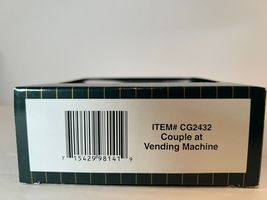 ITEM# CG2432
Couple at
Vending Machine
7 15429 98141 9